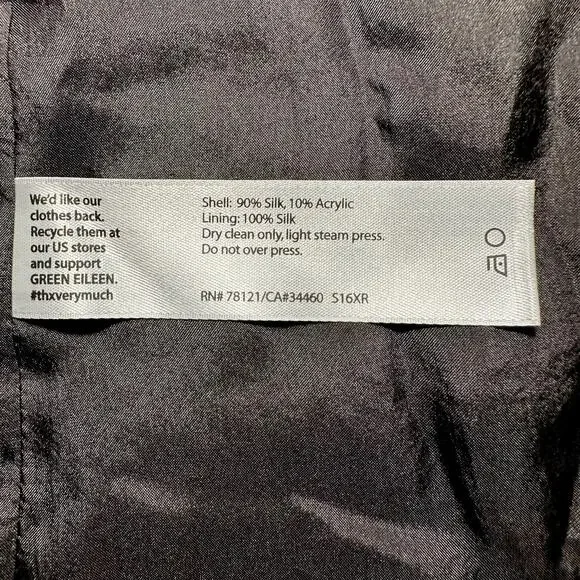 We'd like our
clothes back.
Recycle them at
our US stores
and support
GREEN EILEEN.
#thxverymuch
Shell: 90% Silk, 10% Acrylic
Lining: 100% Silk
Dry clean only, light steam press.
Do not over press.
RN# 78121/CA#34460 S16XR